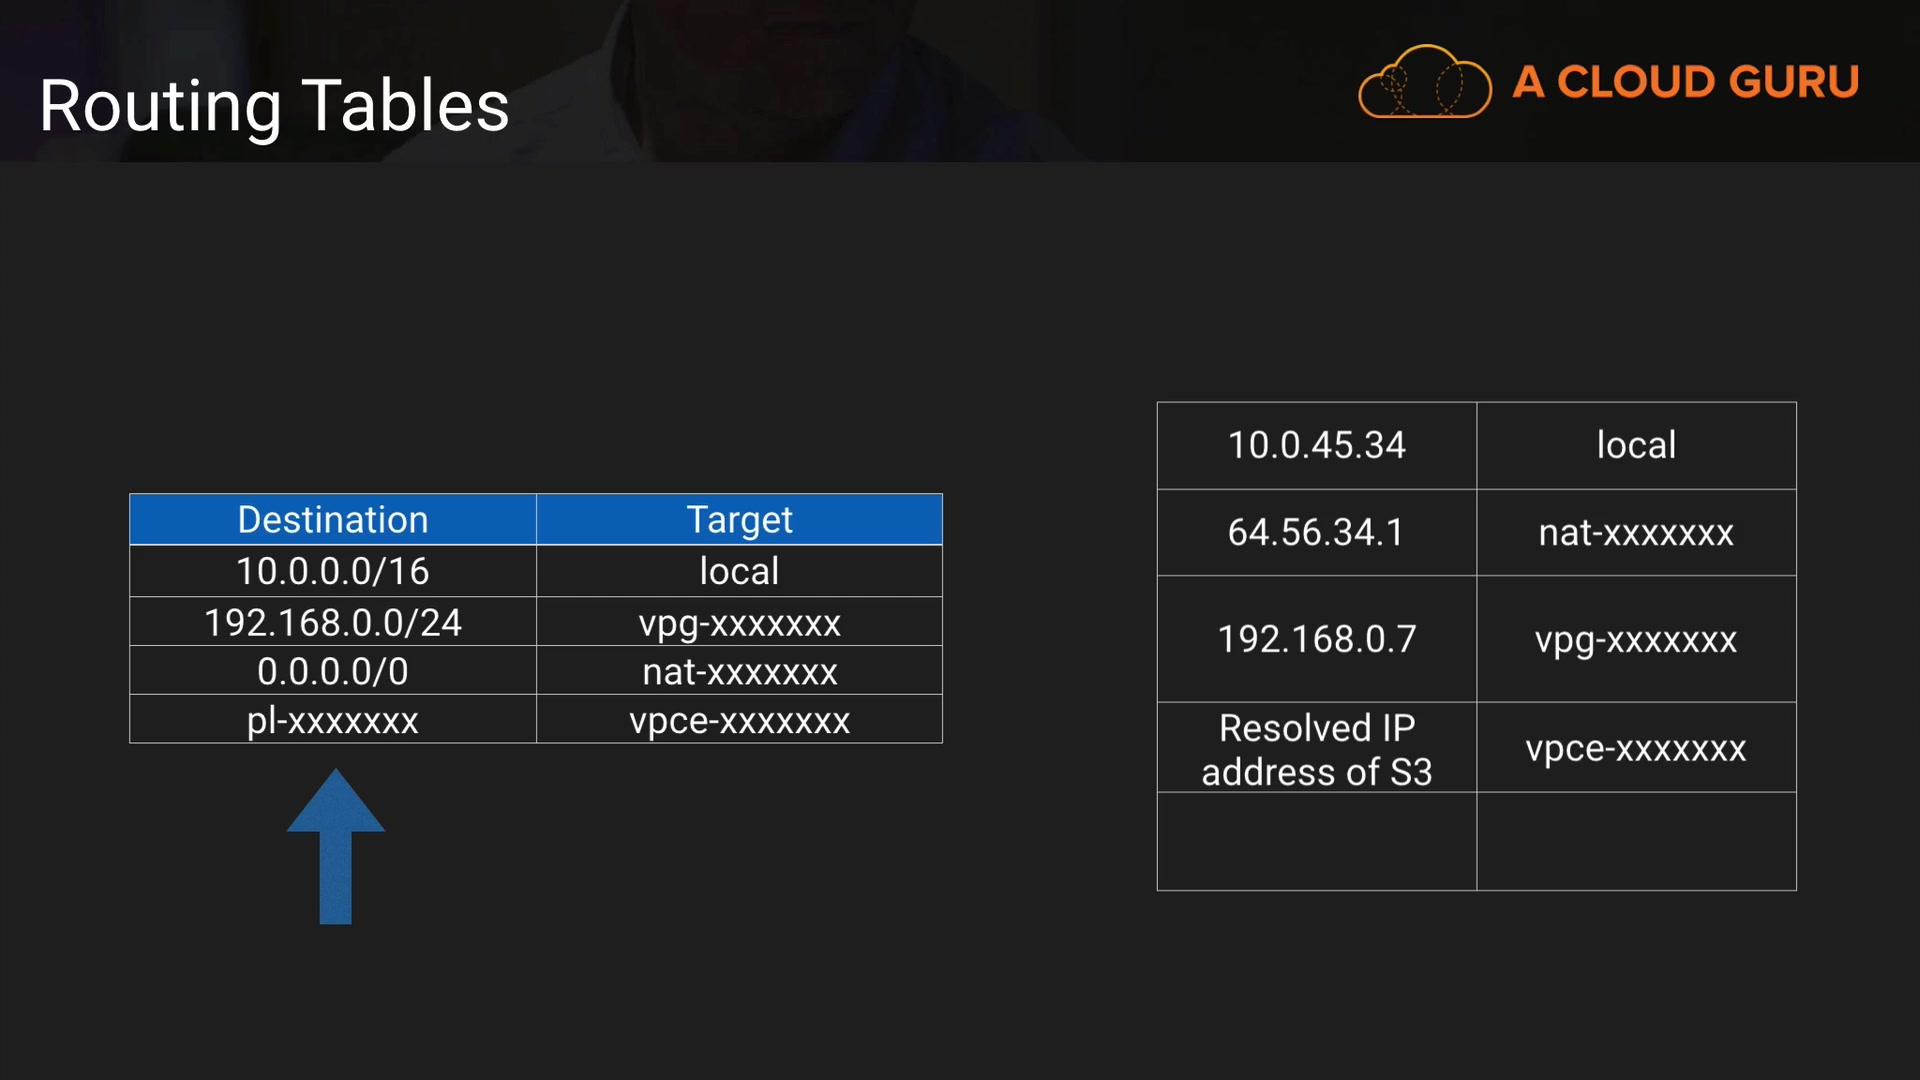 Routing Tables
A CLOUD GURU
Destination Target
10.0.0.0/16 local
192.168.0.0/24 vpg-xxxxxxx
0.0.0.0/0 nat-xxxxxxx
pl-xxxxxxx vpce-xxxxxxx
10.0.45.34 local
64.56.34.1 nat-xxxxxxx
192.168.0.7 vpg-xxxxxxx
Resolved IP
address of S3 vpce-xxxxxxx